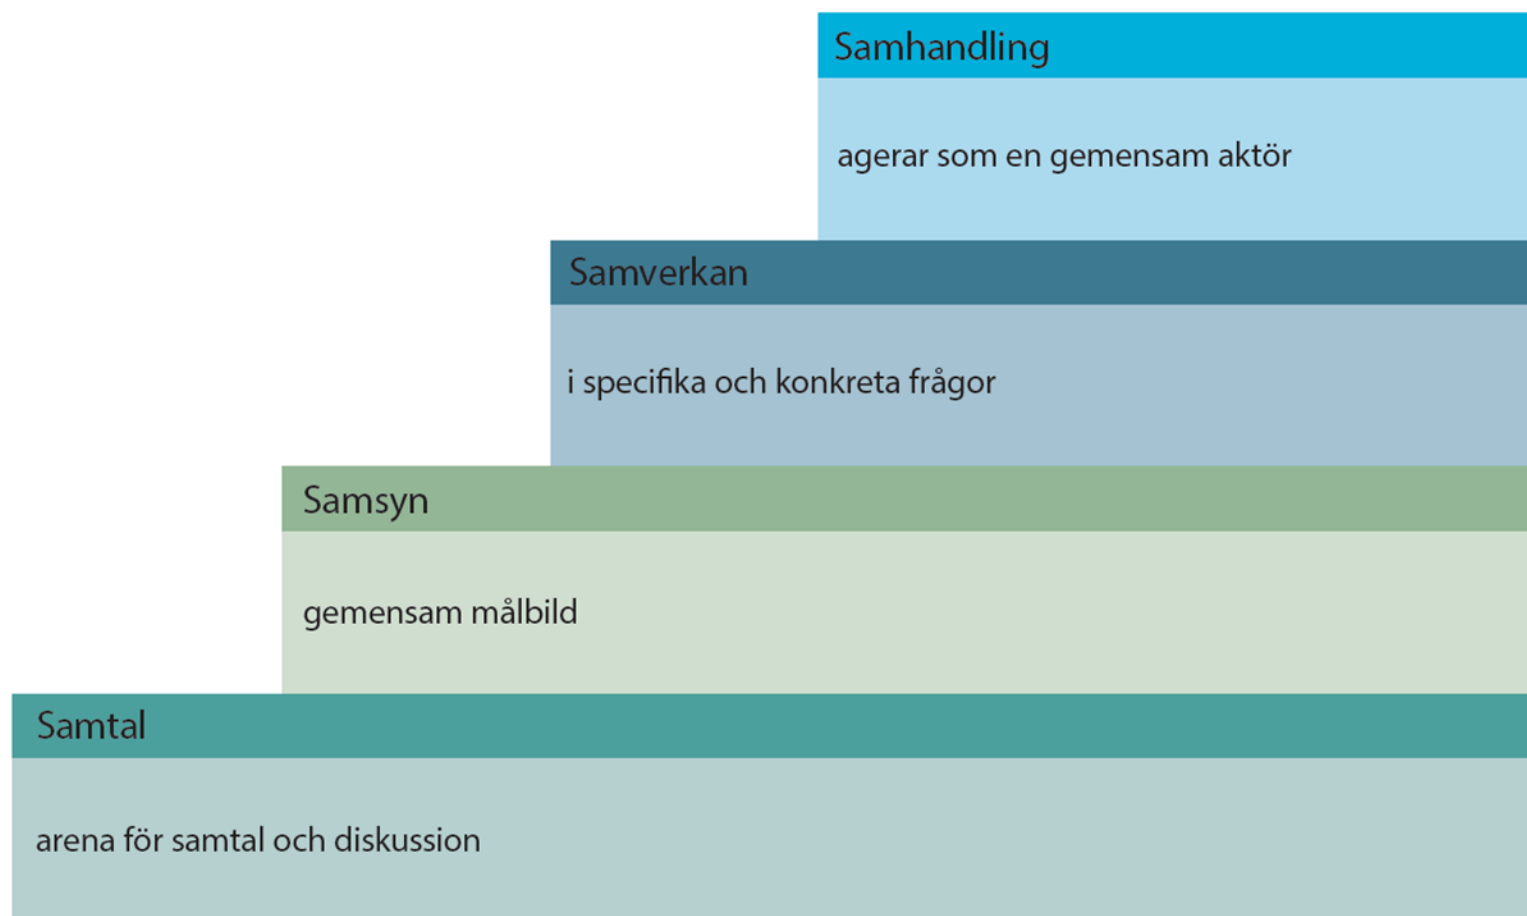 Samhandling
agerar som en gemensam aktör
Samverkan
i specifika och konkreta frågor
Samsyn
gemensam målbild
Samtal
arena för samtal och diskussion